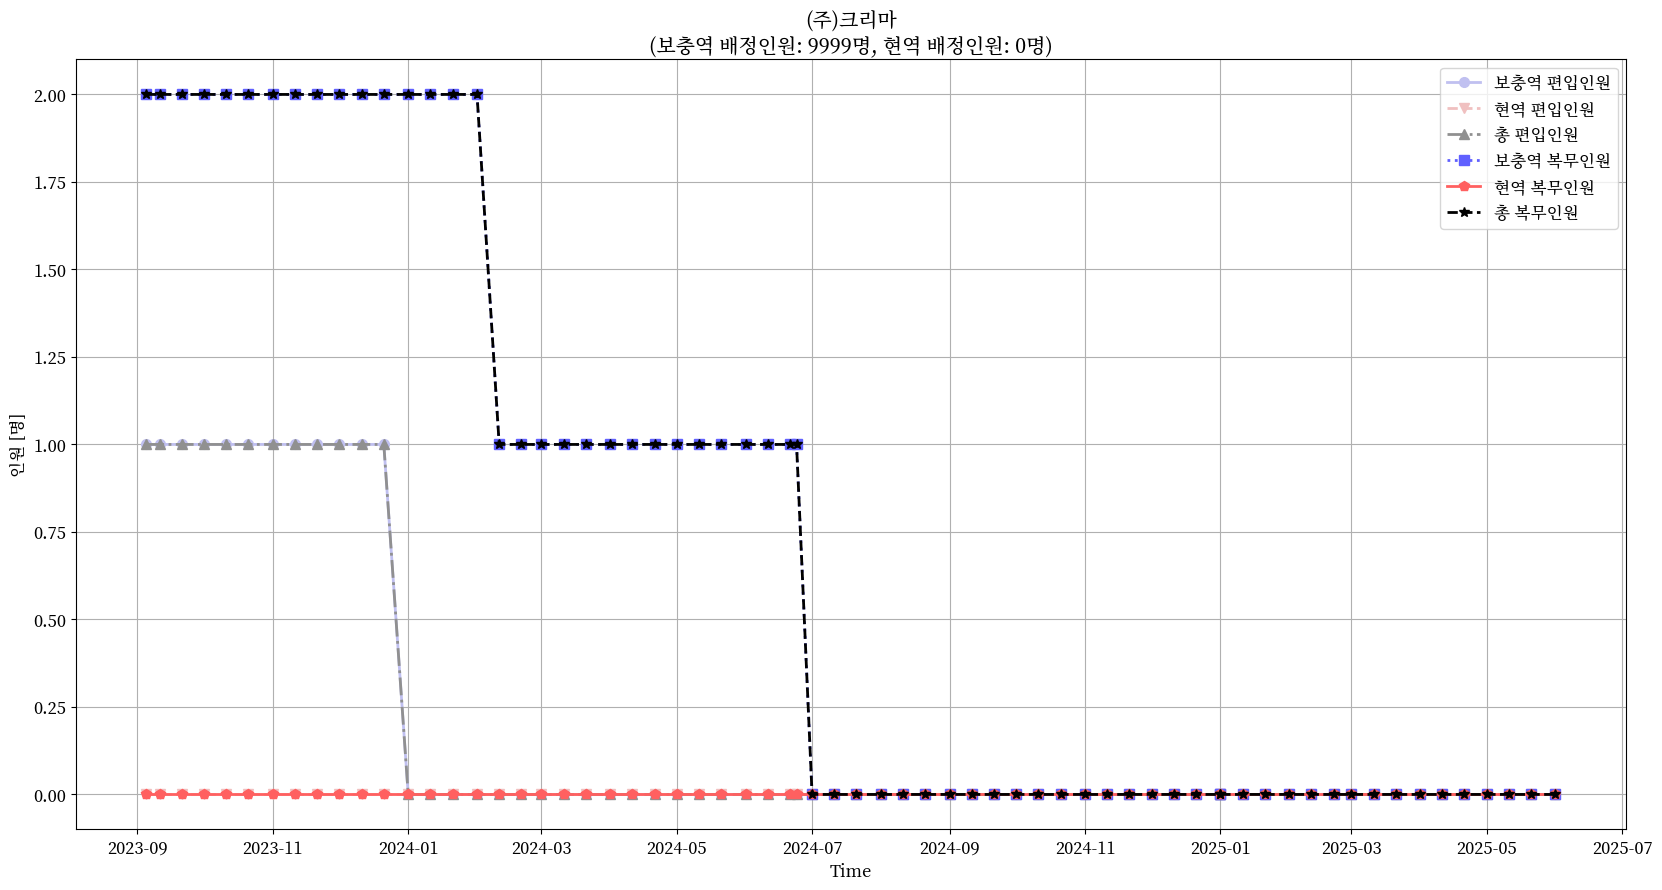 (주)크리마
(보충역 배정인원: 9999명, 현역 배정인원: 0명)
보충역 편입인원
현역 편입인원
총 편입인원
보충역 복무인원
현역 복무인원
총 복무인원
2.00
1.75
1.50
1.25
1.00
0.75
0.50
0.25
0.00
인원 [명]
2023-09
2023-11
2024-01
2024-03
2024-05
2024-07
2024-09
2024-11
2025-01
2025-03
2025-05
2025-07
Time